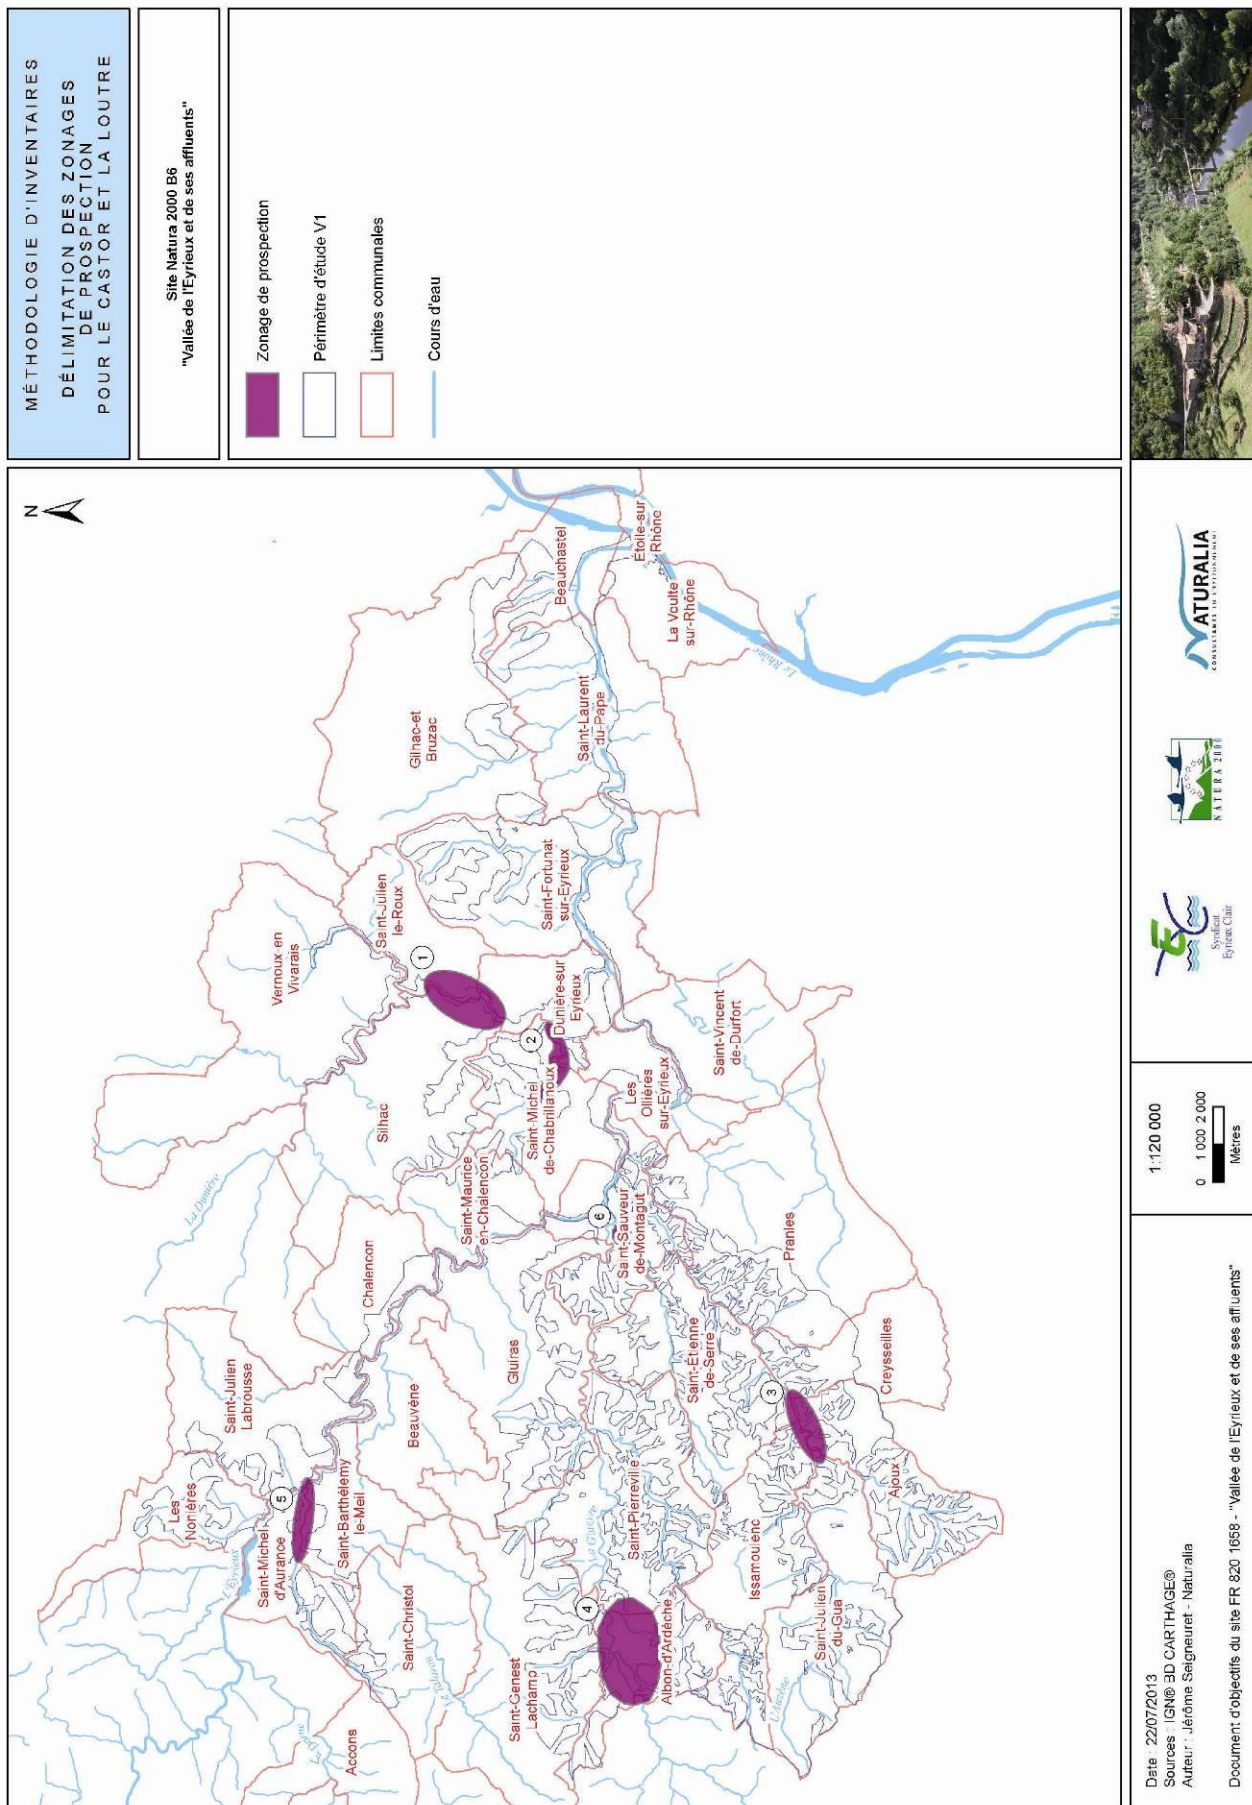 MÉTHODOLOGIE D'INVENTAIRES
DÉLIMITATION DES ZONAGES
DE PROSPECTION
POUR LE CASTOR ET LA LOUTRE
Site Natura 2000 B6
"Vallée de l'Eyrieux et de ses affluents"
Zonage de prospection
Périmètre d'étude V1
Limites communales
Cours d'eau
N
Les
Nonières
Saint-Julien
Labrousse
L'Eyrieux
5
Saint-Michel
d'Aurance
Saint-Barthélemy
le-Meil
Accons
Saint-Christol
Beauvène
Chalencon
La Dunière
Silhac
Vernoux-en
Vivarais
Saint-Julien
le-Roux
1
Gilhac-et
Bruzac
Beauchastel
Étoile-sur
Rhône
La Voulte
sur-Rhône
Le Rhône
Saint-Laurent
du-Pape
Saint-Fortunat
sur-Eyrieux
Dunière-sur
Eyrieux
2
Saint-Michel
de-Chabrillanoux
Saint-Maurice
en-Chalencon
Gluiras
Saint-Genest
Lachamp
4
Albon-d'Ardèche
Saint-Pierreville
Saint-Etienne
de-Serre
Saint-Sauveur
de-Montagut
6
Les
Ollières
sur-Eyrieux
Saint-Vincent
de-Durfort
Pranles
Creysseilles
3
Ajoux
Issamoulenc
Saint-Julien
du-Gua
L'Auzène
Date : 22/07/2013
Sources : IGN® BD CARTHAGE®
Auteur : Jérôme Seigneuret - Naturalia
Document d'objectifs du site FR 820 1658 - "Vallée de l'Eyrieux et de ses affluents"
1:120 000
0 1 000 2 000
Mètres
Syndicat
Eyrieux Clair
NATURA 2000
NATURALIA
CONSULTANTS EN ENVIRONNEMENT